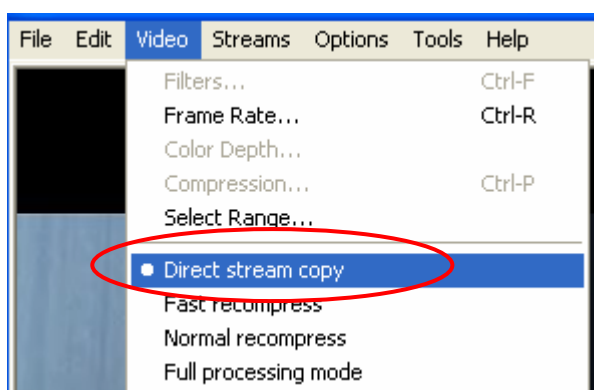 File Edit Video Streams Options Tools Help
Filters... Ctrl-F
Frame Rate... Ctrl-R
Color Depth...
Compression... Ctrl-P
Select Range...
Direct stream copy
Fast recompress
Normal recompress
Full processing mode